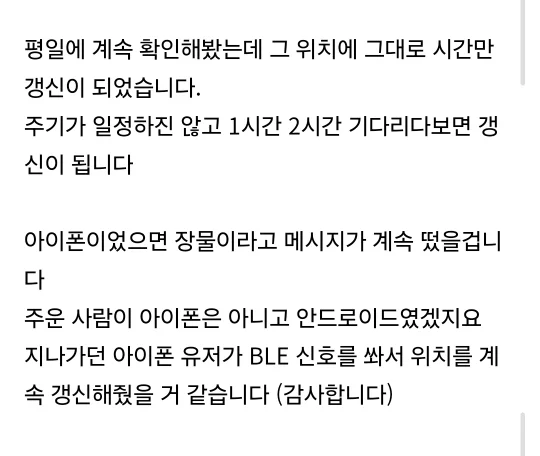 평일에 계속 확인해봤는데 그 위치에 그대로 시간만
갱신이 되었습니다.
주기가 일정하진 않고 1시간 2시간 기다리다보면 갱
신이 됩니다
아이폰이었으면 장물이라고 메시지가 계속 떴을겁니
다
주운 사람이 아이폰은 아니고 안드로이드였겠지요
지나가던 아이폰 유저가 BLE 신호를 쏴서 위치를 계
속 갱신해줬을 거 같습니다 (감사합니다)